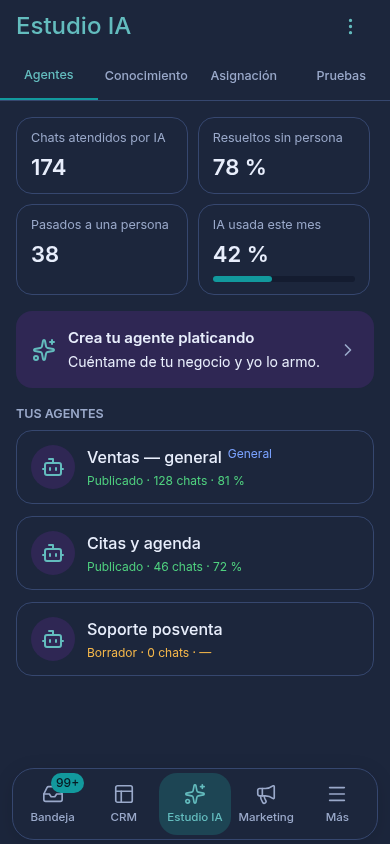 Estudio IA
Agentes Conocimiento Asignación Pruebas
Chats atendidos por IA
174
Resueltos sin persona
78 %
Pasados a una persona
38
IA usada este mes
42 %
Crea tu agente platicando
Cuéntame de tu negocio y yo lo armo.
TUS AGENTES
Ventas — general General
Publicado · 128 chats · 81 %
Citas y agenda
Publicado · 46 chats · 72 %
Soporte posventa
Borrador · 0 chats · —
99+
Bandeja CRM Estudio IA Marketing Más